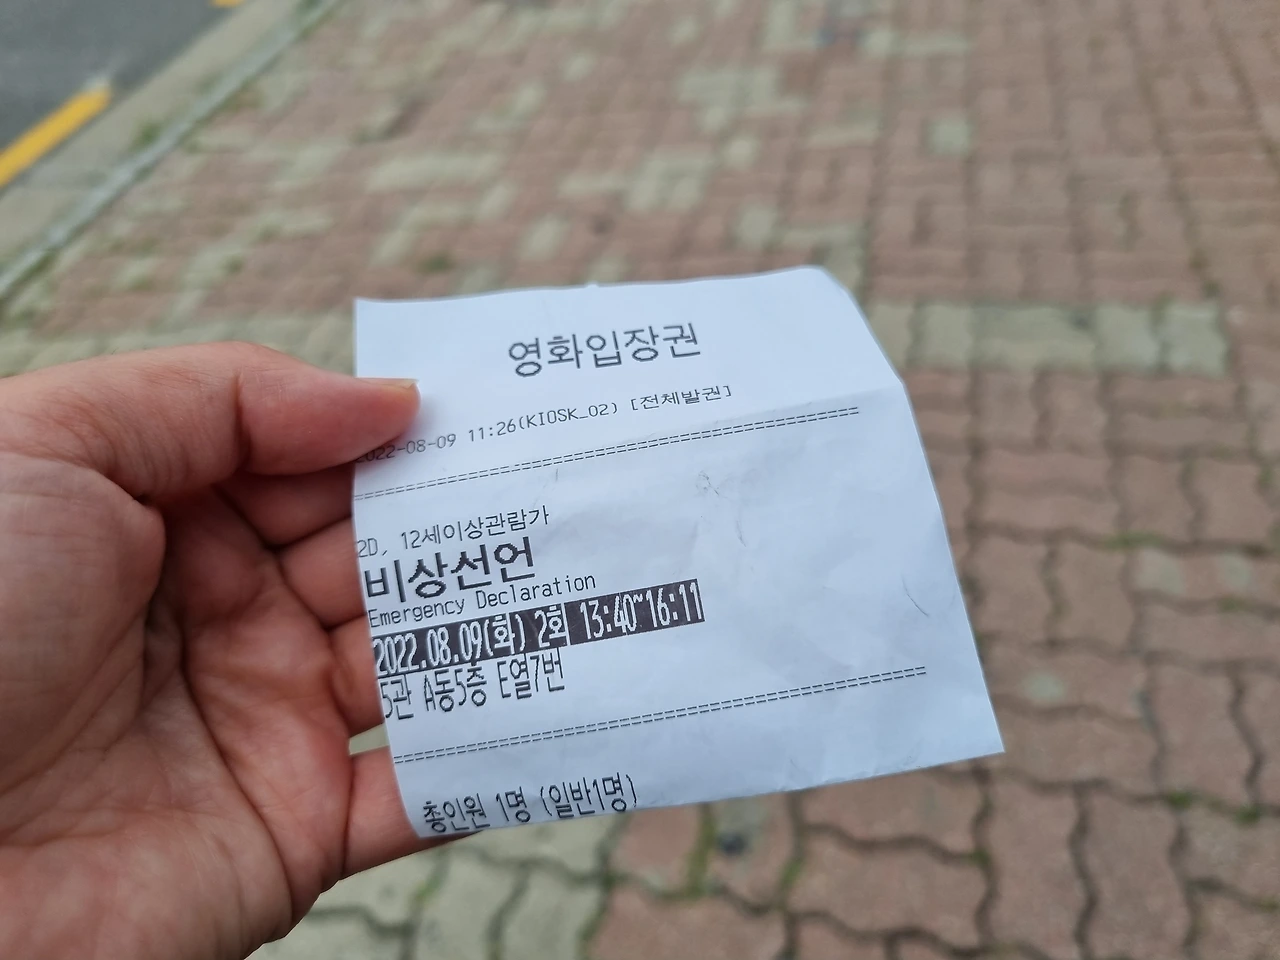 영화입장권
2022-08-09 11:26(KIOSK_02) [전체발권]
2D, 12세이상관람가
비상선언
Emergency Declaration
2022.08.09(화) 2회 13:40~16:11
5관 A동5층 E열7번
총인원 1명 (일반1명)